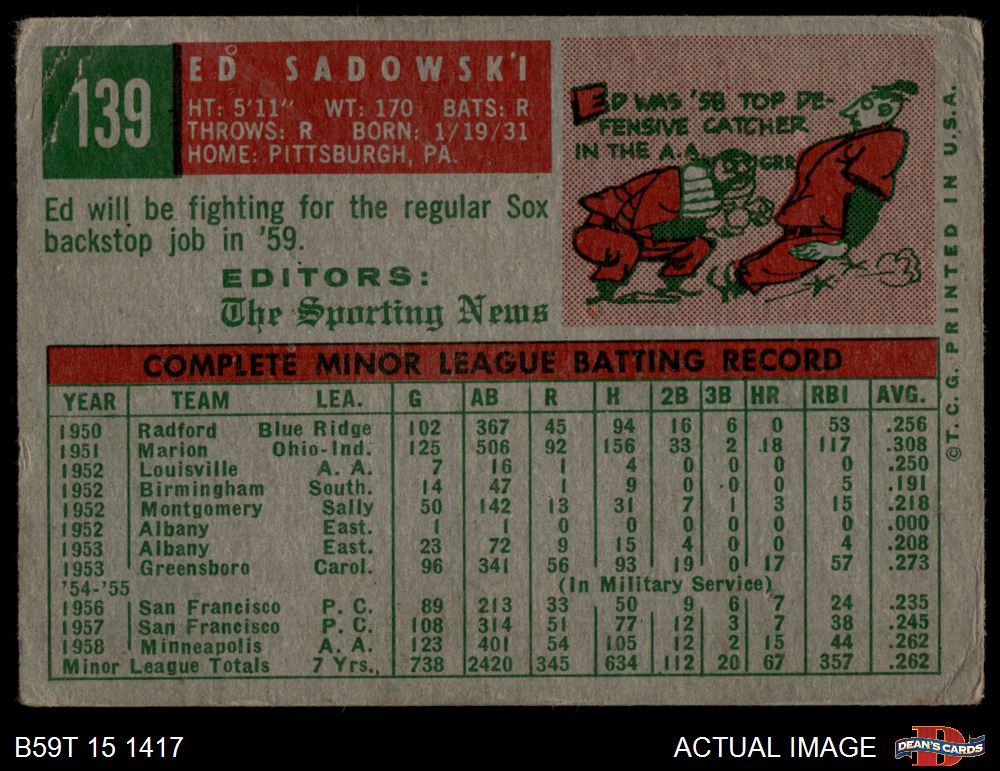 139
ED SADOWSKI
HT: 5'11" WT: 170 BATS: R
THROWS: R BORN: 1/19/31
HOME: PITTSBURGH, PA.
Ed will be fighting for the regular Sox
backstop job in '59.
EDITORS:
The Sporting News
ED WAS '58 TOP DE-
FENSIVE CATCHER
IN THE A.A.
GRR
COMPLETE MINOR LEAGUE BATTING RECORD
YEAR TEAM LEA. G AB R H 2B 3B HR RBI AVG.
1950 Radford Blue Ridge 102 367 45 94 16 6 0 53 .256
1951 Marion Ohio-Ind. 125 506 92 156 33 2 18 117 .308
1952 Louisville A. A. 7 16 1 4 0 0 0 0 .250
1952 Birmingham South. 14 47 1 9 0 0 0 5 .191
1952 Montgomery Sally 50 142 13 31 7 1 3 15 .218
1952 Albany East. 1 1 0 0 0 0 0 0 .000
1953 Albany East. 23 72 9 15 4 0 0 4 .208
1953 Greensboro Carol. 96 341 56 93 19 0 17 57 .273
'54-'55 (In Military Service)
1956 San Francisco P. C. 89 213 33 50 9 6 7 24 .235
1957 San Francisco P. C. 108 314 51 77 12 3 7 38 .245
1958 Minneapolis A. A. 123 401 54 105 12 2 15 44 .262
Minor League Totals 7 Yrs. 738 2420 345 634 112 20 67 357 .262
©T.C.G. PRINTED IN U.S.A.
B59T 15 1417
ACTUAL IMAGE
DEAN'S CARDS